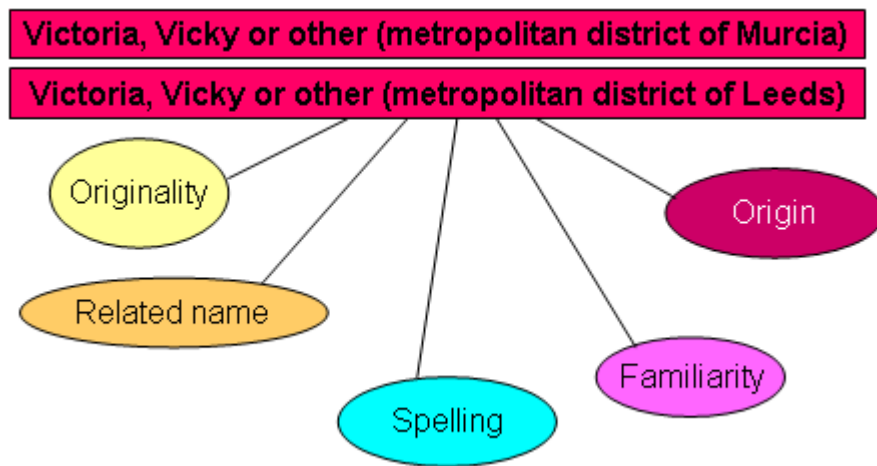 Victoria, Vicky or other (metropolitan district of Murcia)
Victoria, Vicky or other (metropolitan district of Leeds)
Originality
Origin
Related name
Familiarity
Spelling